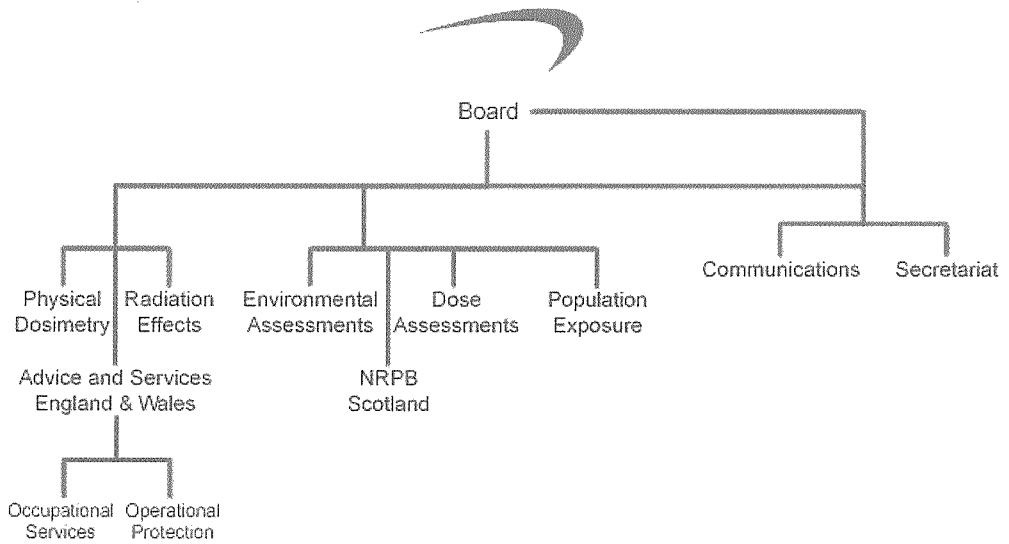 Board
Communications
Secretariat
Physical
Dosimetry
Radiation
Effects
Environmental
Assessments
Dose
Assessments
Population
Exposure
Advice and Services
England & Wales
NRPB
Scotland
Occupational
Services
Operational
Protection